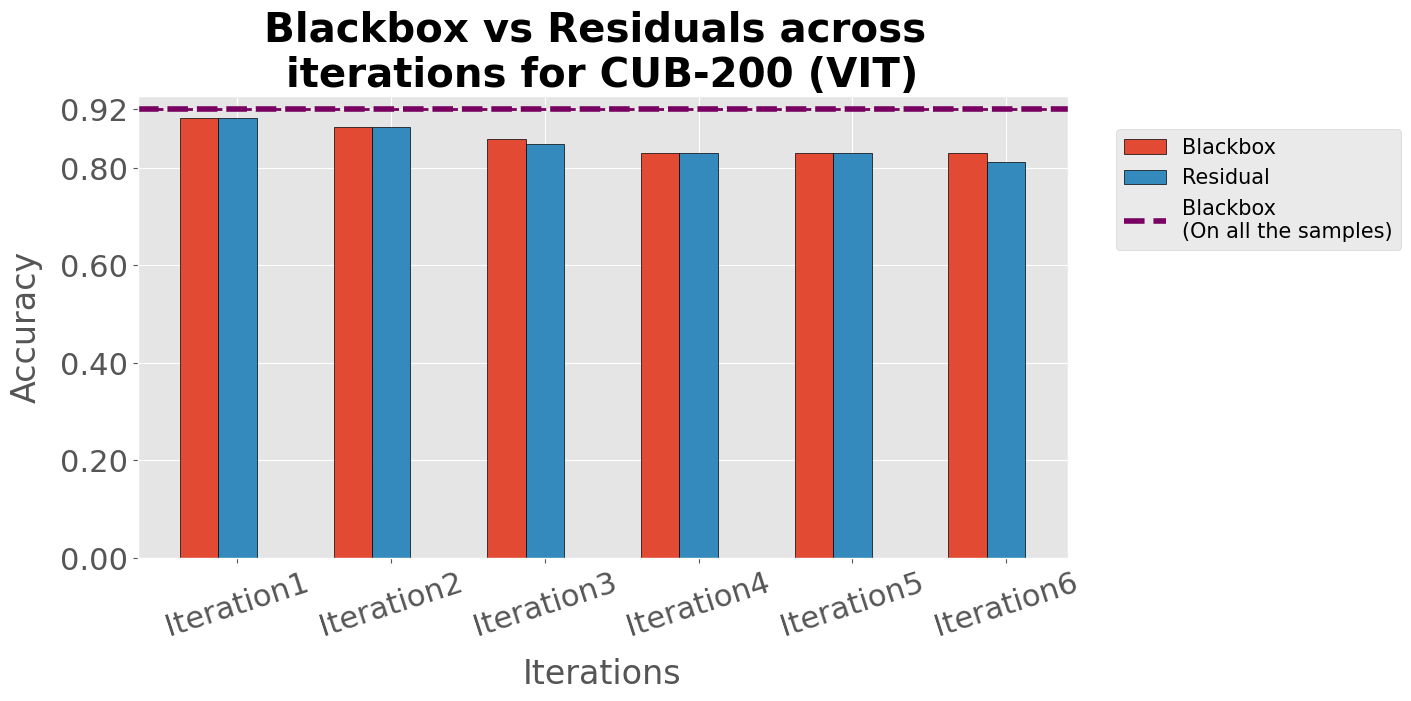 Blackbox vs Residuals across
iterations for CUB-200 (VIT)
0.92
0.80
0.60
0.40
0.20
0.00
Accuracy
Iteration1
Iteration2
Iteration3
Iteration4
Iteration5
Iteration6
Iterations
Blackbox
Residual
Blackbox
(On all the samples)